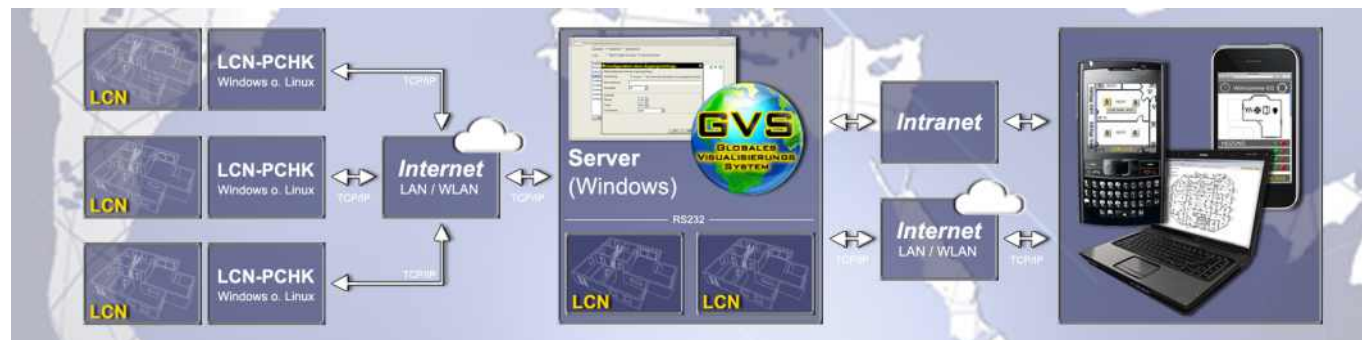 LCN
LCN-PCHK
Windows o. Linux
TCP/IP
LCN
LCN-PCHK
Windows o. Linux
TCP/IP
LCN
LCN-PCHK
Windows o. Linux
TCP/IP
Internet
LAN / WLAN
TCP/IP
GVS
GLOBALES
VISUALISIERUNGS
SYSTEM
Server
(Windows)
RS232
LCN
LCN
Intranet
TCP/IP
Internet
LAN / WLAN
TCP/IP